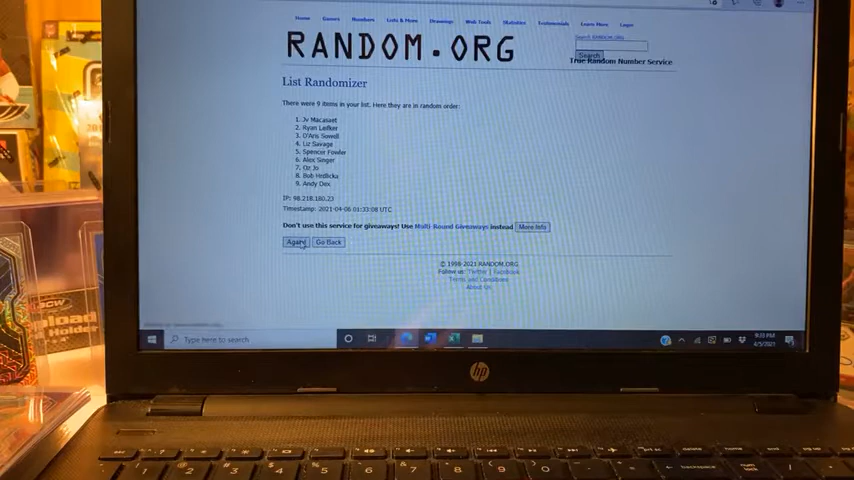 Home Games Numbers Lists & More Drawings Web Tools Statistics Testimonials Learn More Login
RANDOM.ORG
Search RANDOM.ORG
Search
True Random Number Service
List Randomizer
There were 9 items in your list. Here they are in random order:
1. Jv Macasaet
2. Ryan Leifker
3. D'Aris Sowell
4. Liz Savage
5. Spencer Fowler
6. Alex Singer
7. Oz Jo
8. Bob Hrdlicka
9. Andy Dex
IP: 98.218.180.23
Timestamp: 2021-04-06 01:33:08 UTC
Don't use this service for giveaways! Use Multi-Round Giveaways instead More Info
Again! Go Back
© 1998-2021 RANDOM.ORG
Follow us: Twitter | Facebook
Terms and Conditions
About Us
Type here to search
9:33 PM
4/5/2021
hp
BCW
load
Holder